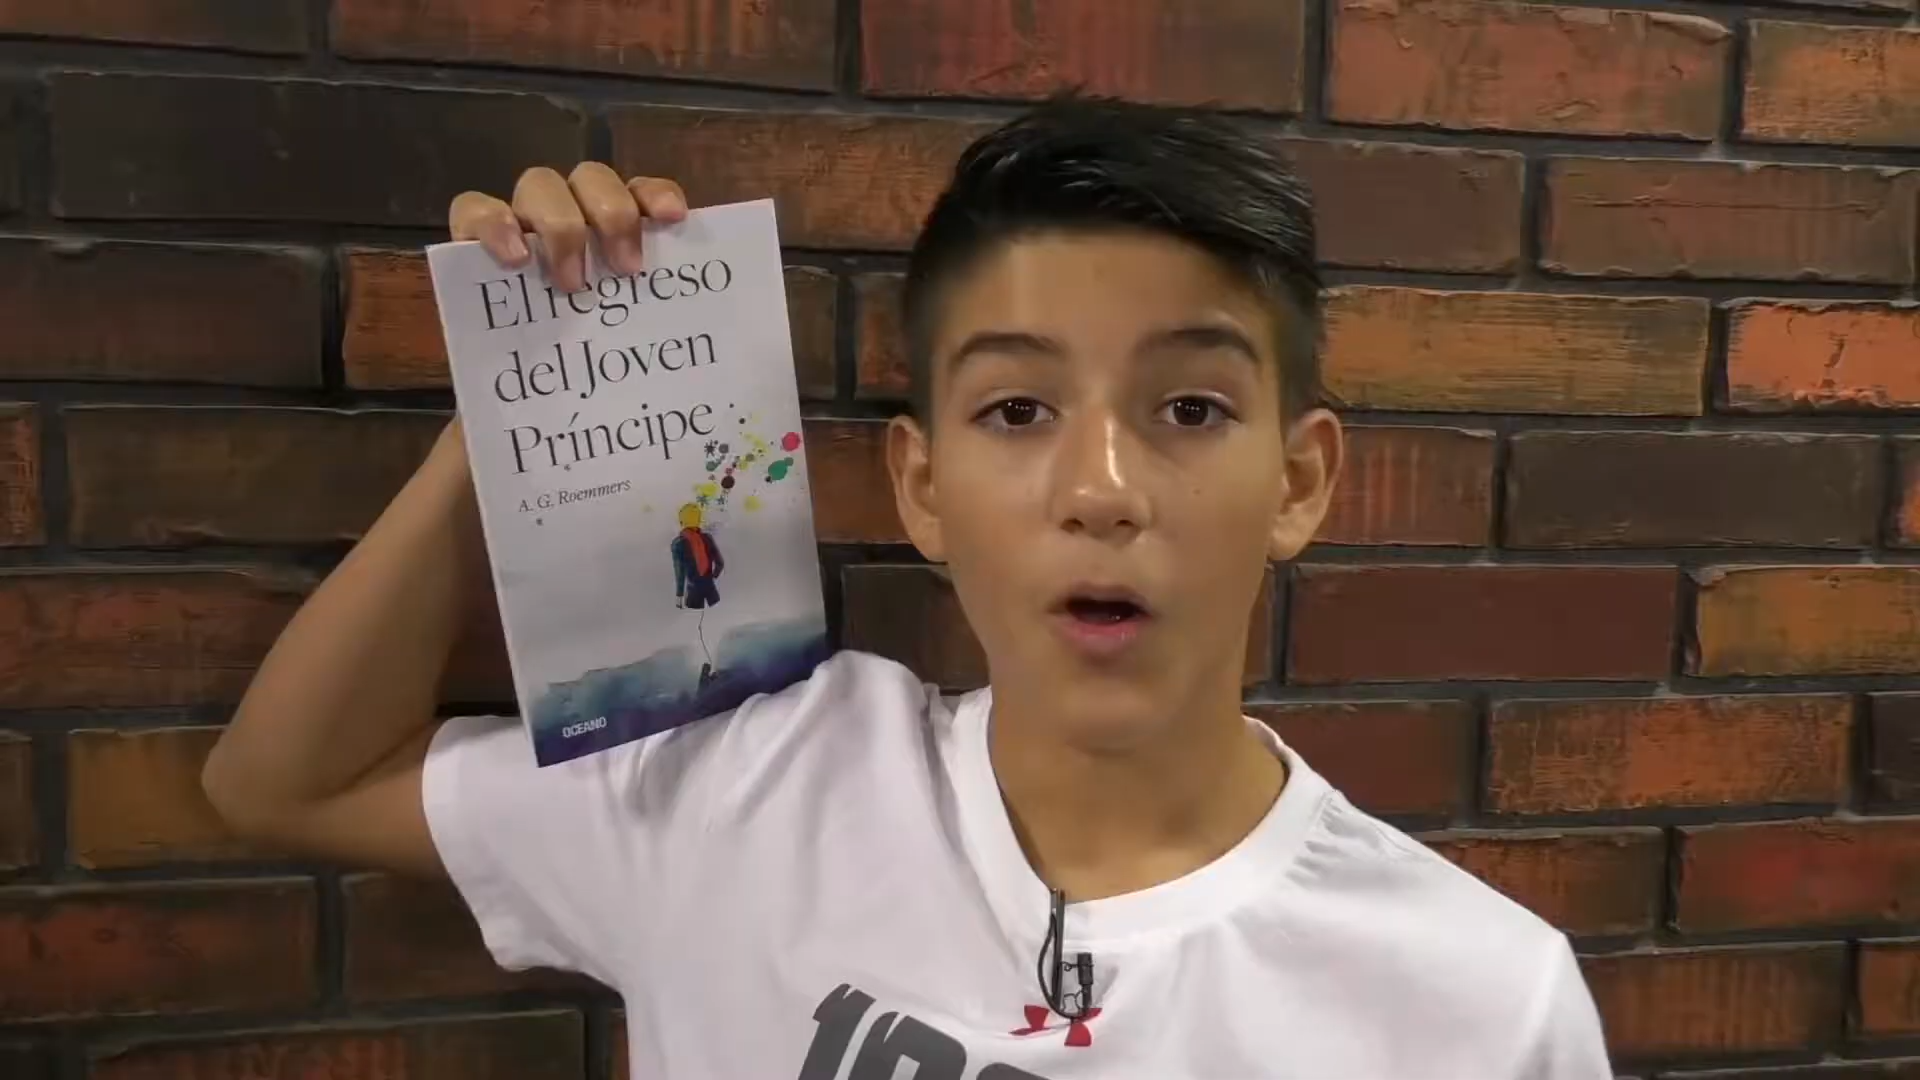 El regreso
del Joven
Príncipe
A. G. Roemmers
OCEANO